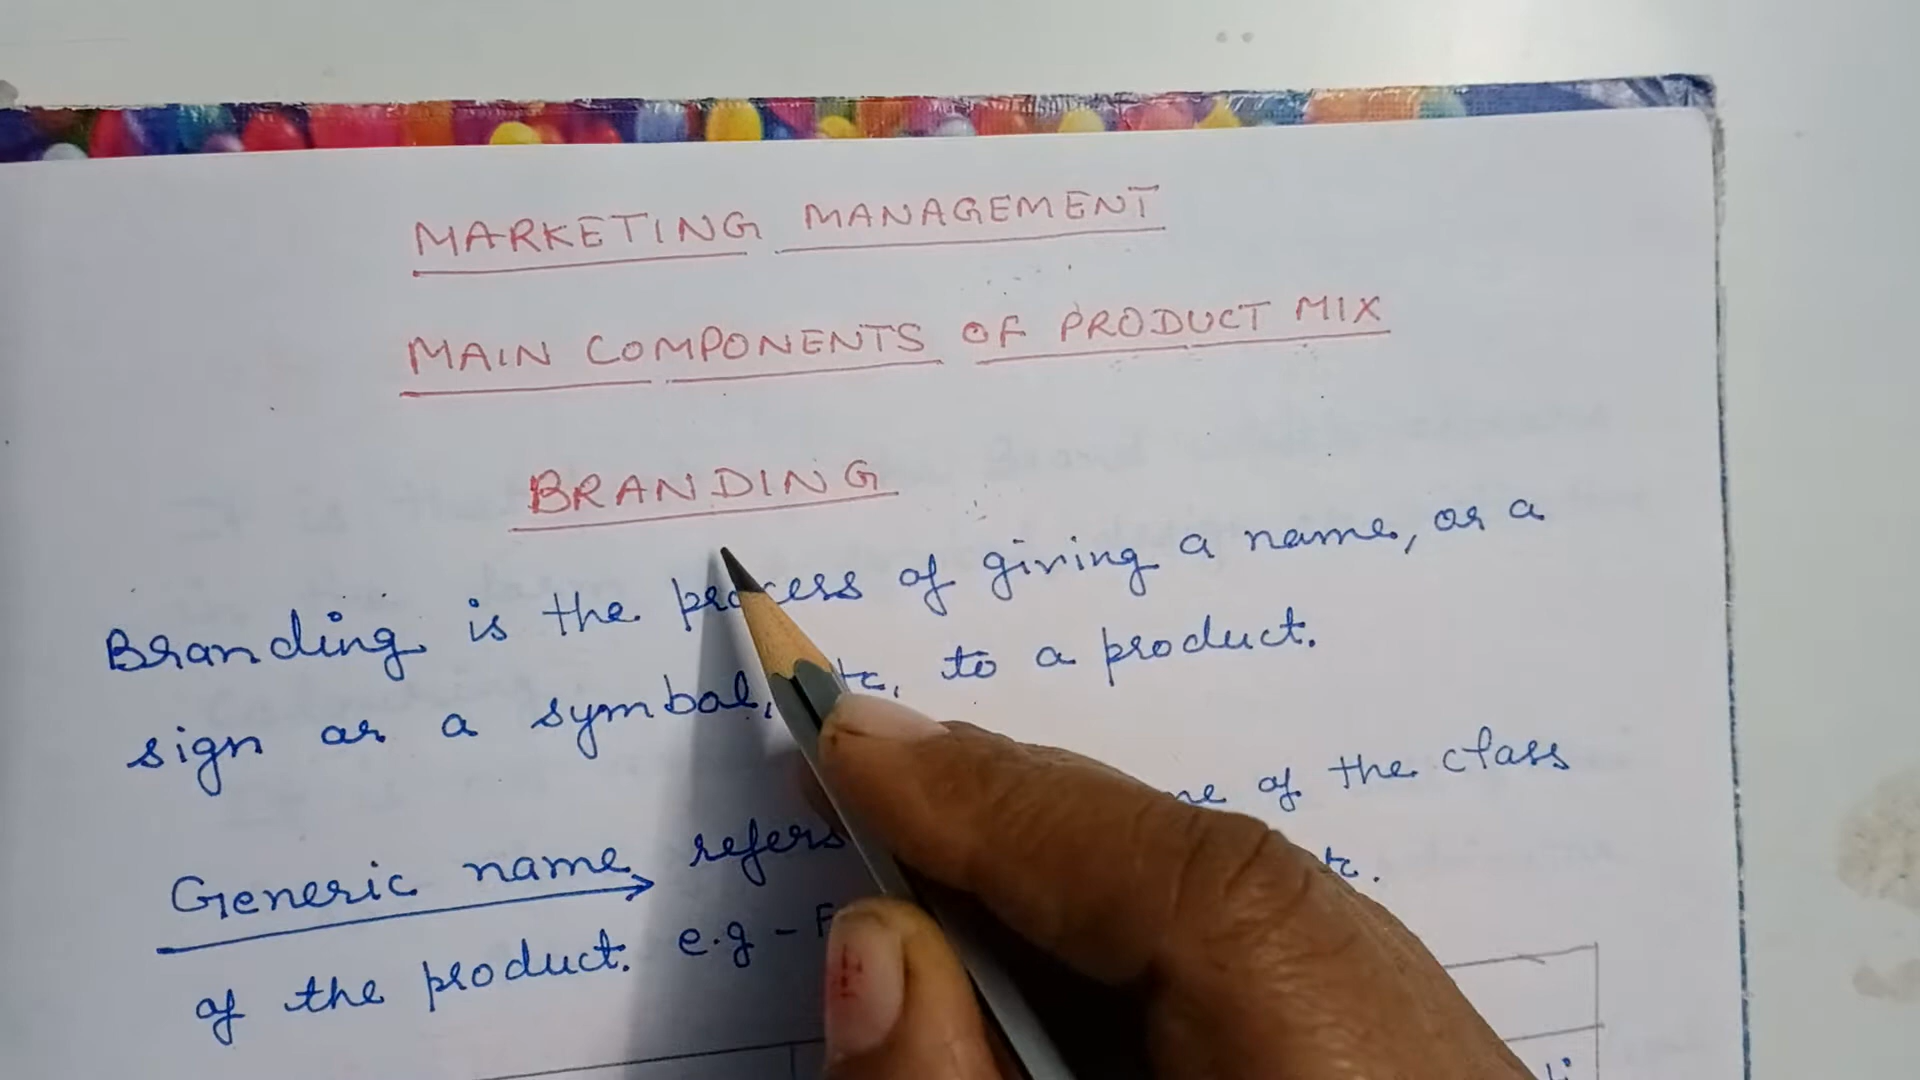 MARKETING MANAGEMENT
MAIN COMPONENTS OF PRODUCT MIX
BRANDING
Branding is the process of giving a name, or a
sign or a symbol, to a product.
Generic name refers of the class
of the product. e.g -